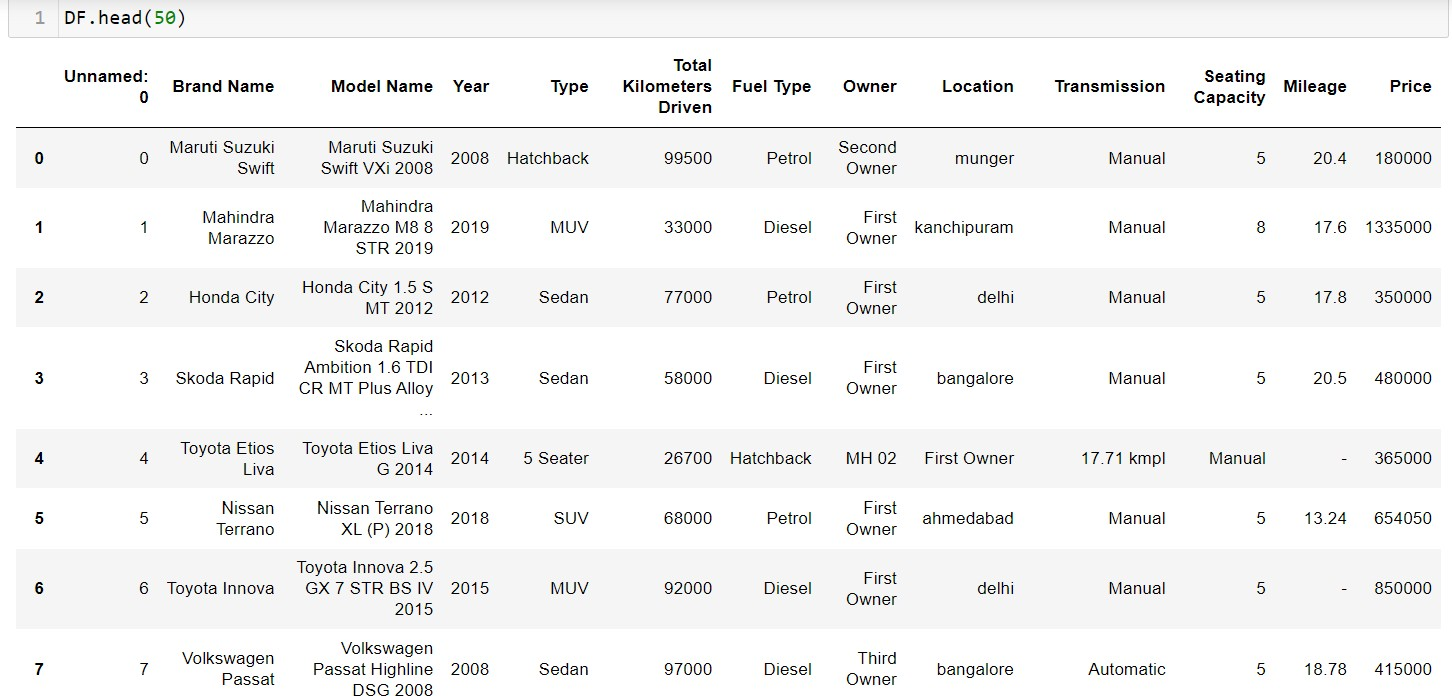 1 DF.head(50)
Unnamed: 0 Brand Name Model Name Year Type Total Kilometers Driven Fuel Type Owner Location Transmission Seating Capacity Mileage Price
0 0 Maruti Suzuki Swift Maruti Suzuki Swift VXi 2008 2008 Hatchback 99500 Petrol Second Owner munger Manual 5 20.4 180000
1 1 Mahindra Marazzo Mahindra Marazzo M8 8 STR 2019 2019 MUV 33000 Diesel First Owner kanchipuram Manual 8 17.6 1335000
2 2 Honda City Honda City 1.5 S MT 2012 2012 Sedan 77000 Petrol First Owner delhi Manual 5 17.8 350000
3 3 Skoda Rapid Skoda Rapid Ambition 1.6 TDI CR MT Plus Alloy ... 2013 Sedan 58000 Diesel First Owner bangalore Manual 5 20.5 480000
4 4 Toyota Etios Liva Toyota Etios Liva G 2014 2014 5 Seater 26700 Hatchback MH 02 First Owner 17.71 kmpl Manual - 365000
5 5 Nissan Terrano Nissan Terrano XL (P) 2018 2018 SUV 68000 Petrol First Owner ahmedabad Manual 5 13.24 654050
6 6 Toyota Innova Toyota Innova 2.5 GX 7 STR BS IV 2015 2015 MUV 92000 Diesel First Owner delhi Manual 5 - 850000
7 7 Volkswagen Passat Volkswagen Passat Highline DSG 2008 2008 Sedan 97000 Diesel Third Owner bangalore Automatic 5 18.78 415000